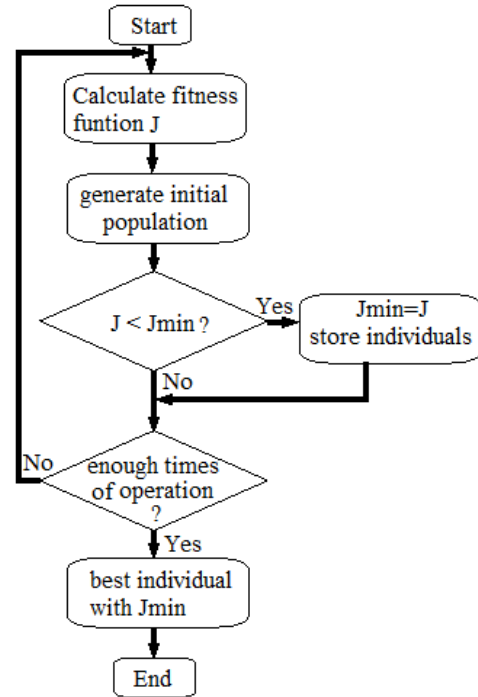 Start
Calculate fitness
funtion J
generate initial
population
J < Jmin ?
Yes
Jmin=J
store individuals
No
No
enough times
of operation
?
Yes
best individual
with Jmin
End